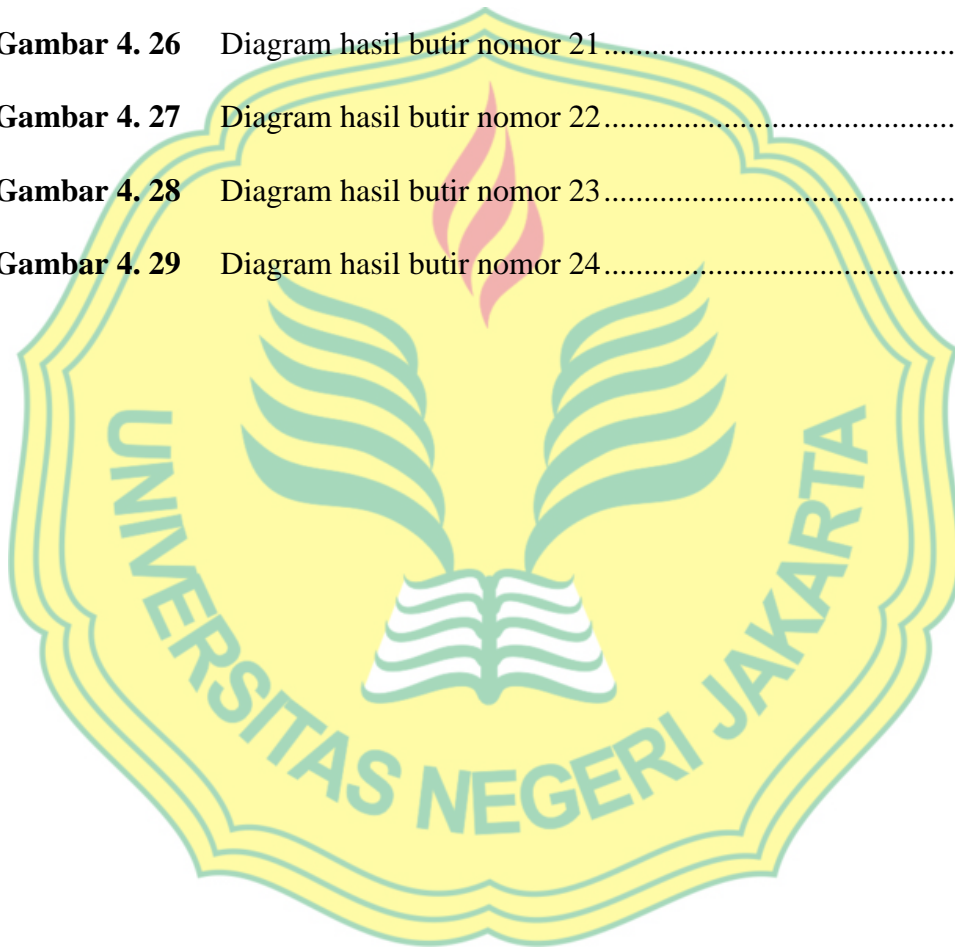 Gambar 4. 26 Diagram hasil butir nomor 21........................................
Gambar 4. 27 Diagram hasil butir nomor 22........................................
Gambar 4. 28 Diagram hasil butir nomor 23........................................
Gambar 4. 29 Diagram hasil butir nomor 24........................................
UNIVERSITAS NEGERI JAKARTA